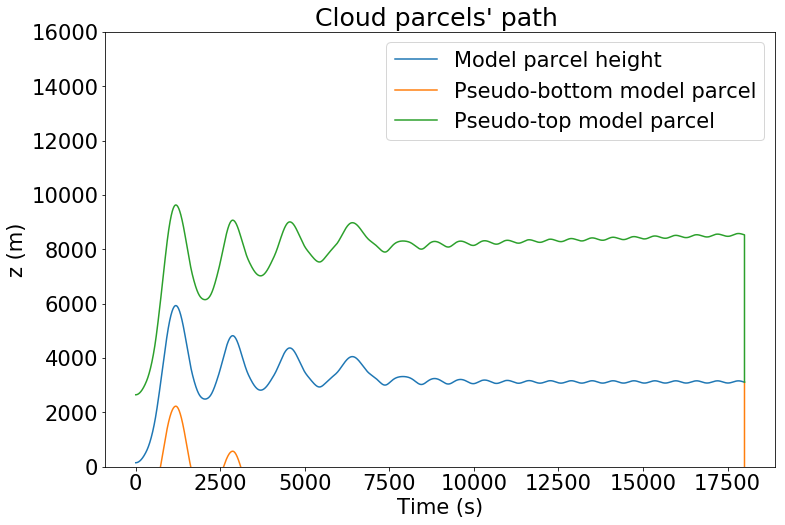 Cloud parcels' path
Model parcel height
Pseudo-bottom model parcel
Pseudo-top model parcel
z (m)
16000
14000
12000
10000
8000
6000
4000
2000
0
0 2500 5000 7500 10000 12500 15000 17500
Time (s)